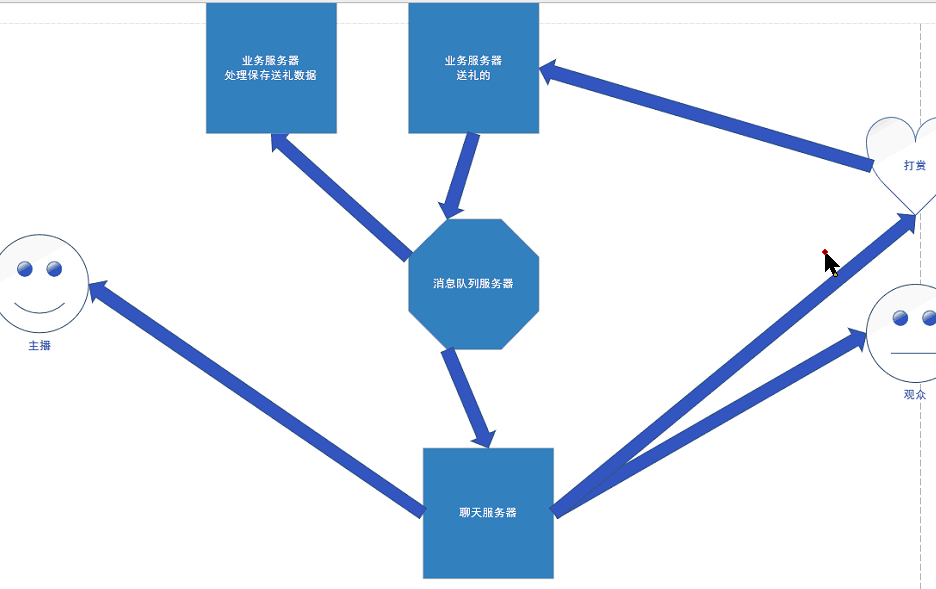 业务服务器
处理保存送礼数据
业务服务器
送礼的
打赏
消息队列服务器
主播
观众
聊天服务器